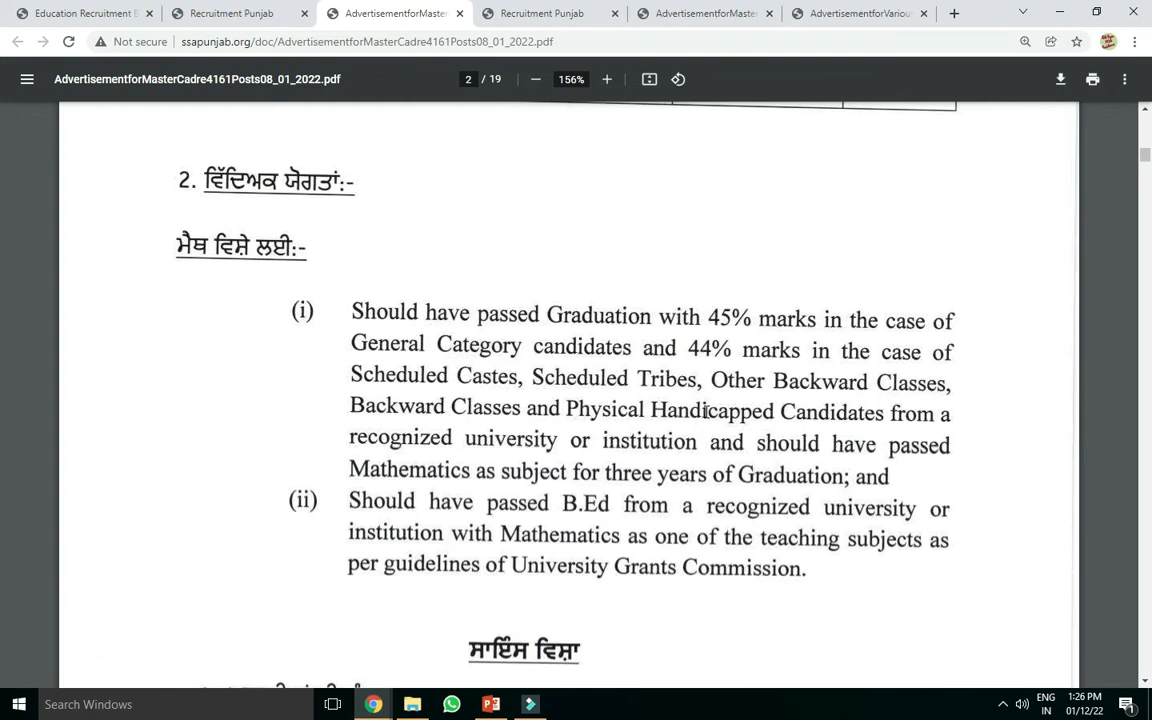 Education Recruitment B
Recruitment Punjab
AdvertisementforMaster
Recruitment Punjab
AdvertisementforMaster
AdvertisementforVariou
Not secure
ssapunjab.org/doc/AdvertisementforMasterCadre4161Posts08_01_2022.pdf
AdvertisementforMasterCadre4161Posts08_01_2022.pdf
2 / 19
156%
2. ਵਿੱਦਿਅਕ ਯੋਗਤਾਂ:-
ਮੈਥ ਵਿਸ਼ੇ ਲਈ:-
(i) Should have passed Graduation with 45% marks in the case of
General Category candidates and 44% marks in the case of
Scheduled Castes, Scheduled Tribes, Other Backward Classes,
Backward Classes and Physical Handicapped Candidates from a
recognized university or institution and should have passed
Mathematics as subject for three years of Graduation; and
(ii) Should have passed B.Ed from a recognized university or
institution with Mathematics as one of the teaching subjects as
per guidelines of University Grants Commission.
ਸਾਇੰਸ ਵਿਸ਼ਾ
Search Windows
ENG
IN
1:26 PM
01/12/22
1